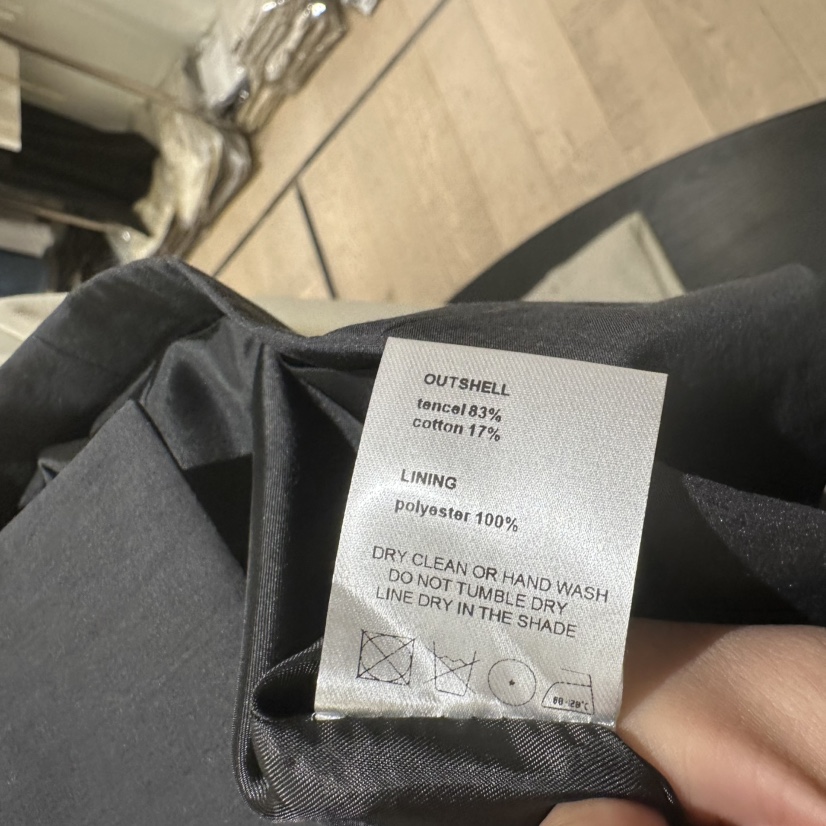 OUTSHELL
tencel 83%
cotton 17%
LINING
polyester 100%
DRY CLEAN OR HAND WASH
DO NOT TUMBLE DRY
LINE DRY IN THE SHADE